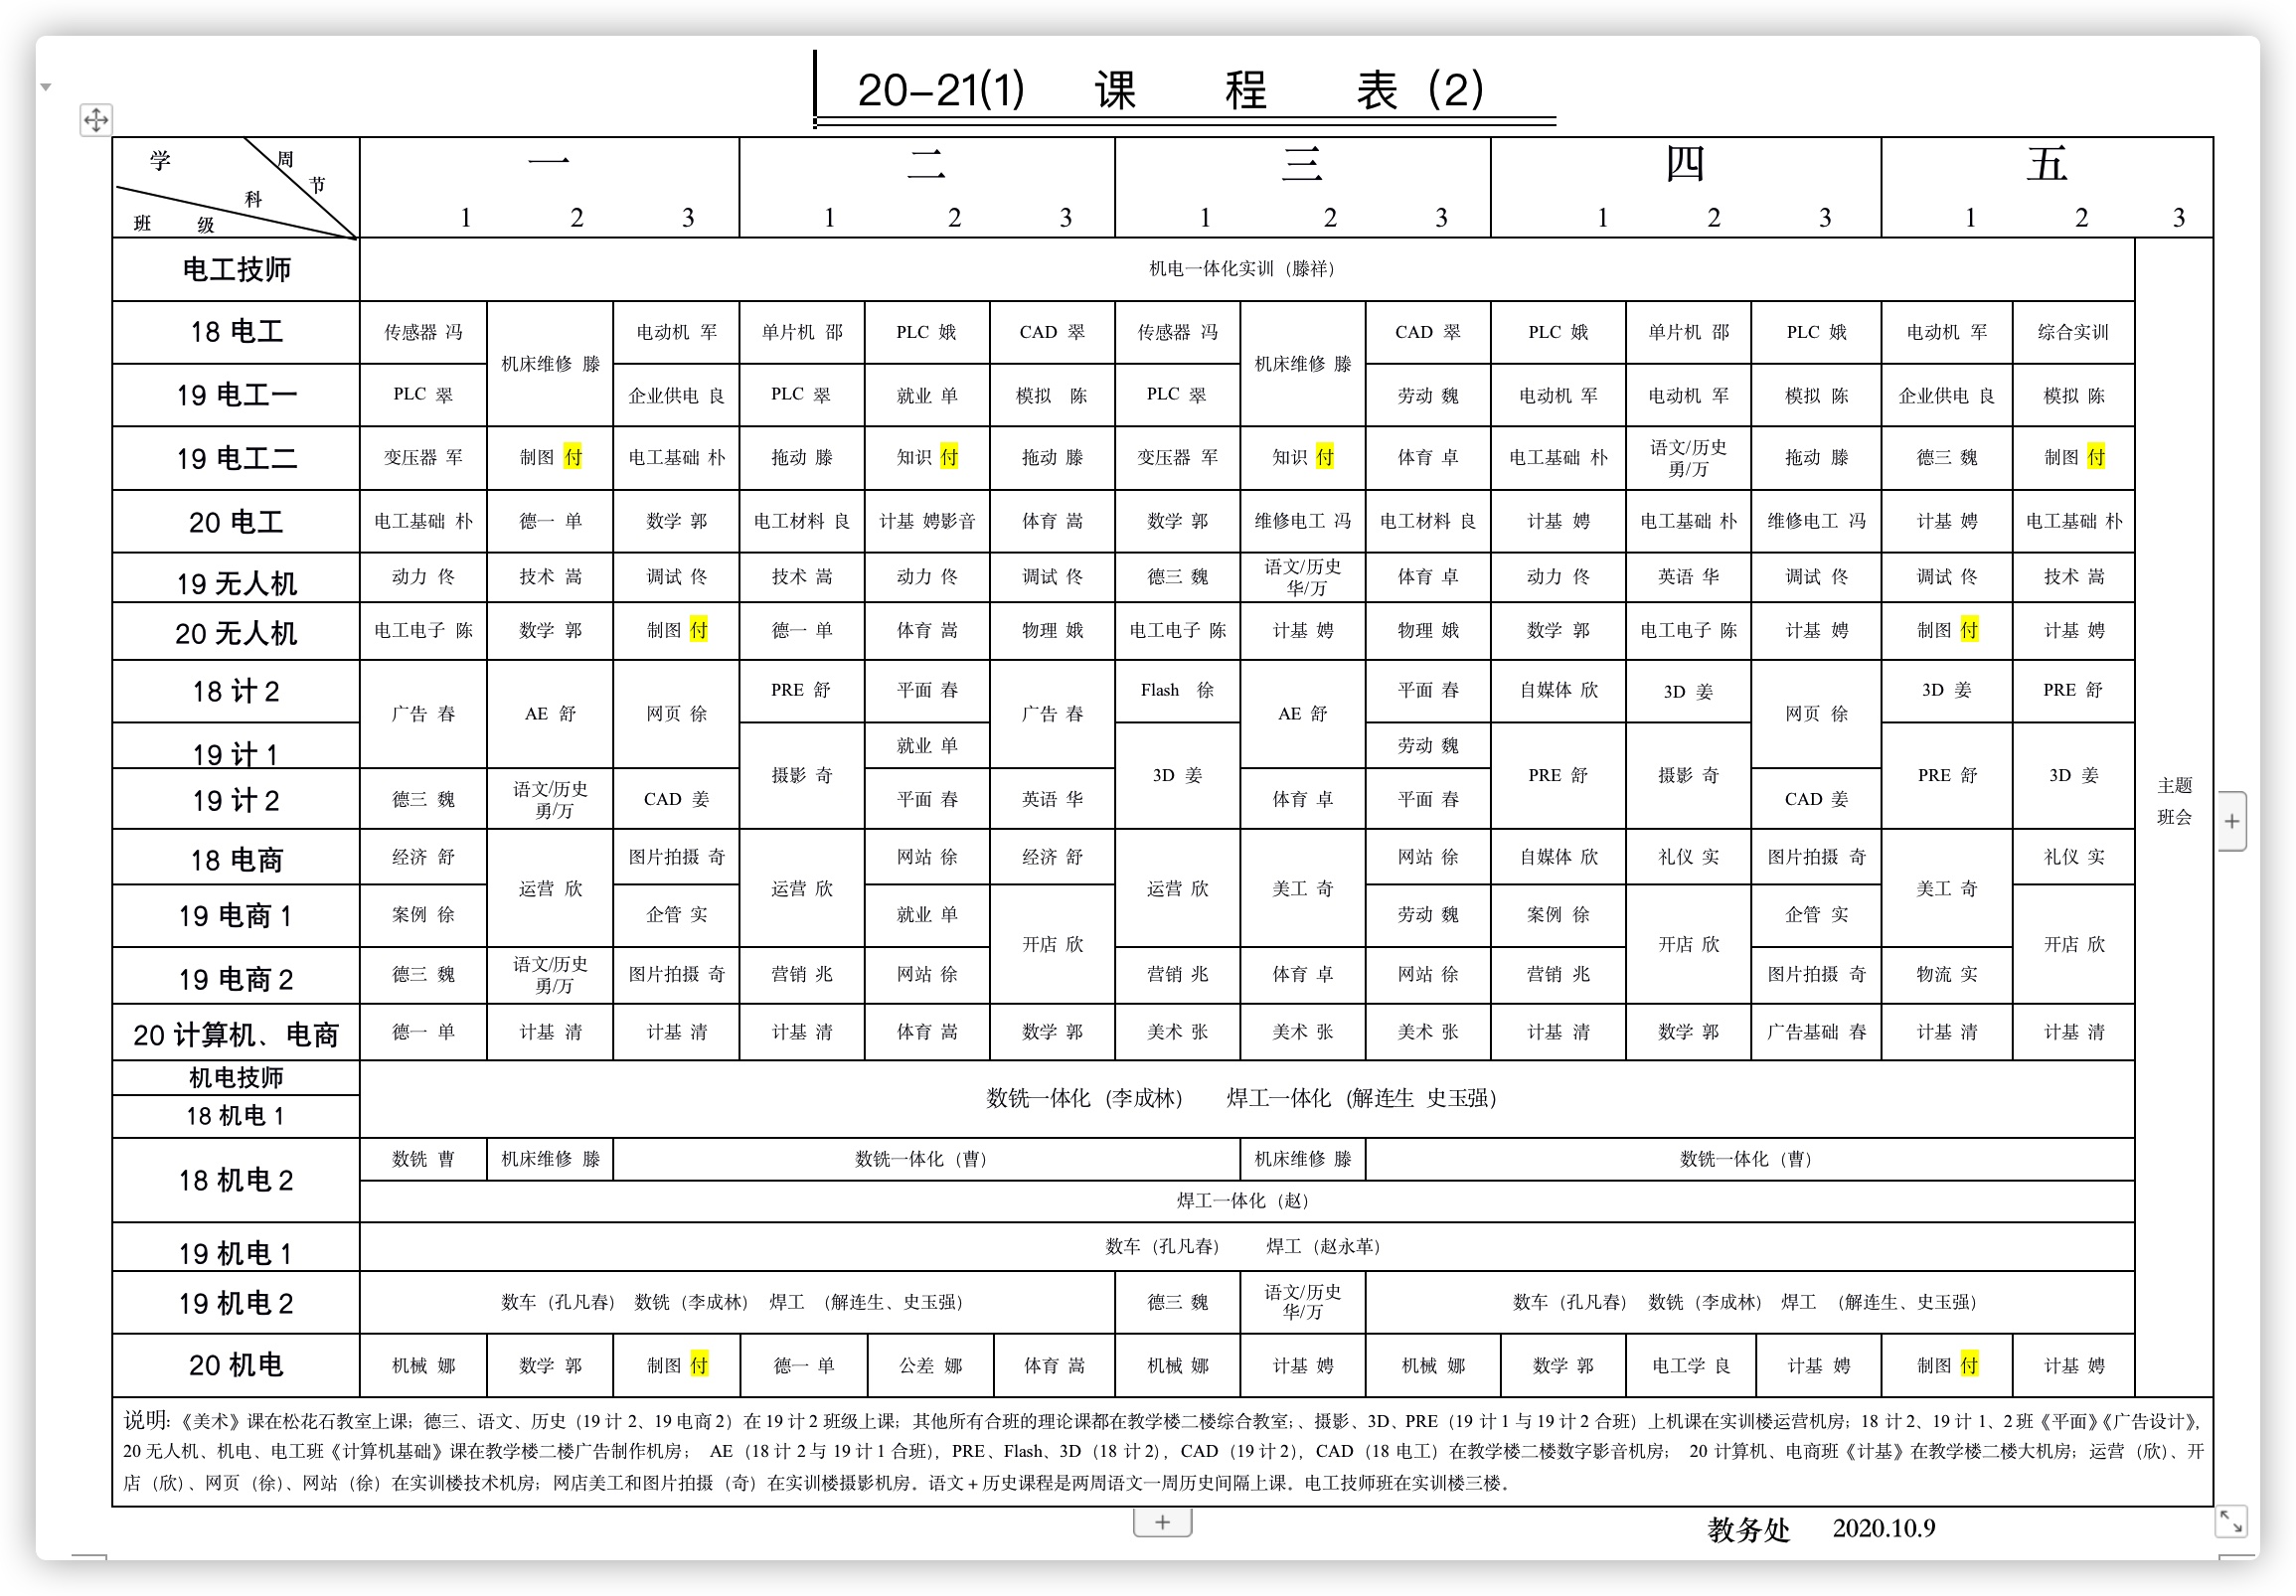 20-21(1) 课 程 表 (2)
学 周 节 科 班 级
一 二 三 四 五
1 2 3 1 2 3 1 2 3 1 2 3 1 2 3
电工技师 机电一体化实训（滕祥）
18 电工 传感器 冯 机床维修 滕 电动机 军 单片机 邵 PLC 娥 CAD 翠 传感器 冯 机床维修 滕 CAD 翠 PLC 娥 单片机 邵 PLC 娥 电动机 军 综合实训
19 电工一 PLC 翠 企业供电 良 PLC 翠 就业 单 模拟 陈 PLC 翠 劳动 魏 电动机 军 电动机 军 模拟 陈 企业供电 良 模拟 陈
19 电工二 变压器 军 制图 付 电工基础 朴 拖动 滕 知识 付 拖动 滕 变压器 军 知识 付 体育 卓 电工基础 朴 语文/历史 勇/万 拖动 滕 德三 魏 制图 付
20 电工 电工基础 朴 德一 单 数学 郭 电工材料 良 计基 娉影音 体育 嵩 数学 郭 维修电工 冯 电工材料 良 计基 娉 电工基础 朴 维修电工 冯 计基 娉 电工基础 朴
19 无人机 动力 佟 技术 嵩 调试 佟 技术 嵩 动力 佟 调试 佟 德三 魏 语文/历史 华/万 体育 卓 动力 佟 英语 华 调试 佟 调试 佟 技术 嵩
20 无人机 电工电子 陈 数学 郭 制图 付 德一 单 体育 嵩 物理 娥 电工电子 陈 计基 娉 物理 娥 数学 郭 电工电子 陈 计基 娉 制图 付 计基 娉
18 计 2 广告 春 AE 舒 网页 徐 PRE 舒 平面 春 广告 春 Flash 徐 AE 舒 平面 春 自媒体 欣 3D 姜 网页 徐 3D 姜 PRE 舒
19 计 1 摄影 奇 就业 单 3D 姜 劳动 魏 PRE 舒 摄影 奇 PRE 舒 3D 姜
19 计 2 德三 魏 语文/历史 勇/万 CAD 姜 平面 春 英语 华 体育 卓 平面 春 CAD 姜
主题
班会
18 电商 经济 舒 运营 欣 图片拍摄 奇 运营 欣 网站 徐 经济 舒 运营 欣 美工 奇 网站 徐 自媒体 欣 礼仪 实 图片拍摄 奇 美工 奇 礼仪 实
19 电商 1 案例 徐 企管 实 就业 单 开店 欣 劳动 魏 案例 徐 开店 欣 企管 实 开店 欣
19 电商 2 德三 魏 语文/历史 勇/万 图片拍摄 奇 营销 兆 网站 徐 营销 兆 体育 卓 网站 徐 营销 兆 图片拍摄 奇 物流 实
20 计算机、电商 德一 单 计基 清 计基 清 计基 清 体育 嵩 数学 郭 美术 张 美术 张 美术 张 计基 清 数学 郭 广告基础 春 计基 清 计基 清
机电技师
18 机电 1 数铣一体化（李成林） 焊工一体化（解连生 史玉强）
18 机电 2 数铣 曹 机床维修 滕 数铣一体化（曹） 机床维修 滕 数铣一体化（曹）
焊工一体化（赵）
19 机电 1 数车（孔凡春） 焊工（赵永革）
19 机电 2 数车（孔凡春） 数铣（李成林） 焊工 （解连生、史玉强） 德三 魏 语文/历史 华/万 数车（孔凡春） 数铣（李成林） 焊工 （解连生、史玉强）
20 机电 机械 娜 数学 郭 制图 付 德一 单 公差 娜 体育 嵩 机械 娜 计基 娉 机械 娜 数学 郭 电工学 良 计基 娉 制图 付 计基 娉
说明：《美术》课在松花石教室上课；德三、语文、历史（19 计 2、19 电商 2）在 19 计 2 班级上课；其他所有合班的理论课都在教学楼二楼综合教室；、摄影、3D、PRE（19 计 1 与 19 计 2 合班）上机课在实训楼运营机房；18 计 2、19 计 1、2 班《平面》《广告设计》，
20 无人机、机电、电工班《计算机基础》课在教学楼二楼广告制作机房； AE（18 计 2 与 19 计 1 合班），PRE、Flash、3D（18 计 2），CAD（19 计 2），CAD（18 电工）在教学楼二楼数字影音机房； 20 计算机、电商班《计基》在教学楼二楼大机房；运营（欣）、开
店（欣）、网页（徐）、网站（徐）在实训楼技术机房；网店美工和图片拍摄（奇）在实训楼摄影机房。语文 + 历史课程是两周语文一周历史间隔上课。电工技师班在实训楼三楼。
教务处 2020.10.9